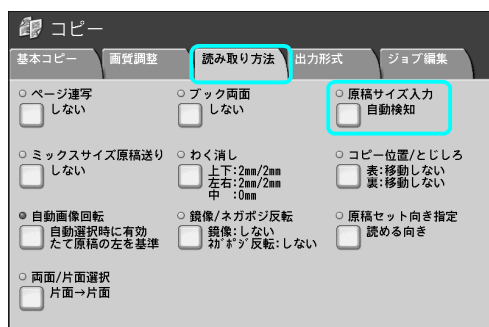 コピー
基本コピー 画質調整 読み取り方法 出力形式 ジョブ編集
ページ連写 ブック両面 原稿サイズ入力
しない しない 自動検知
ミックスサイズ原稿送り わく消し コピー位置/とじしろ
しない 上下:2mm/2mm 表:移動しない
左右:2mm/2mm 裏:移動しない
中 :0mm
自動画像回転 鏡像/ネガポジ反転 原稿セット向き指定
自動選択時に有効 鏡像:しない 読める向き
たて原稿の左を基準 ネガポジ反転:しない
両面/片面選択
片面→片面